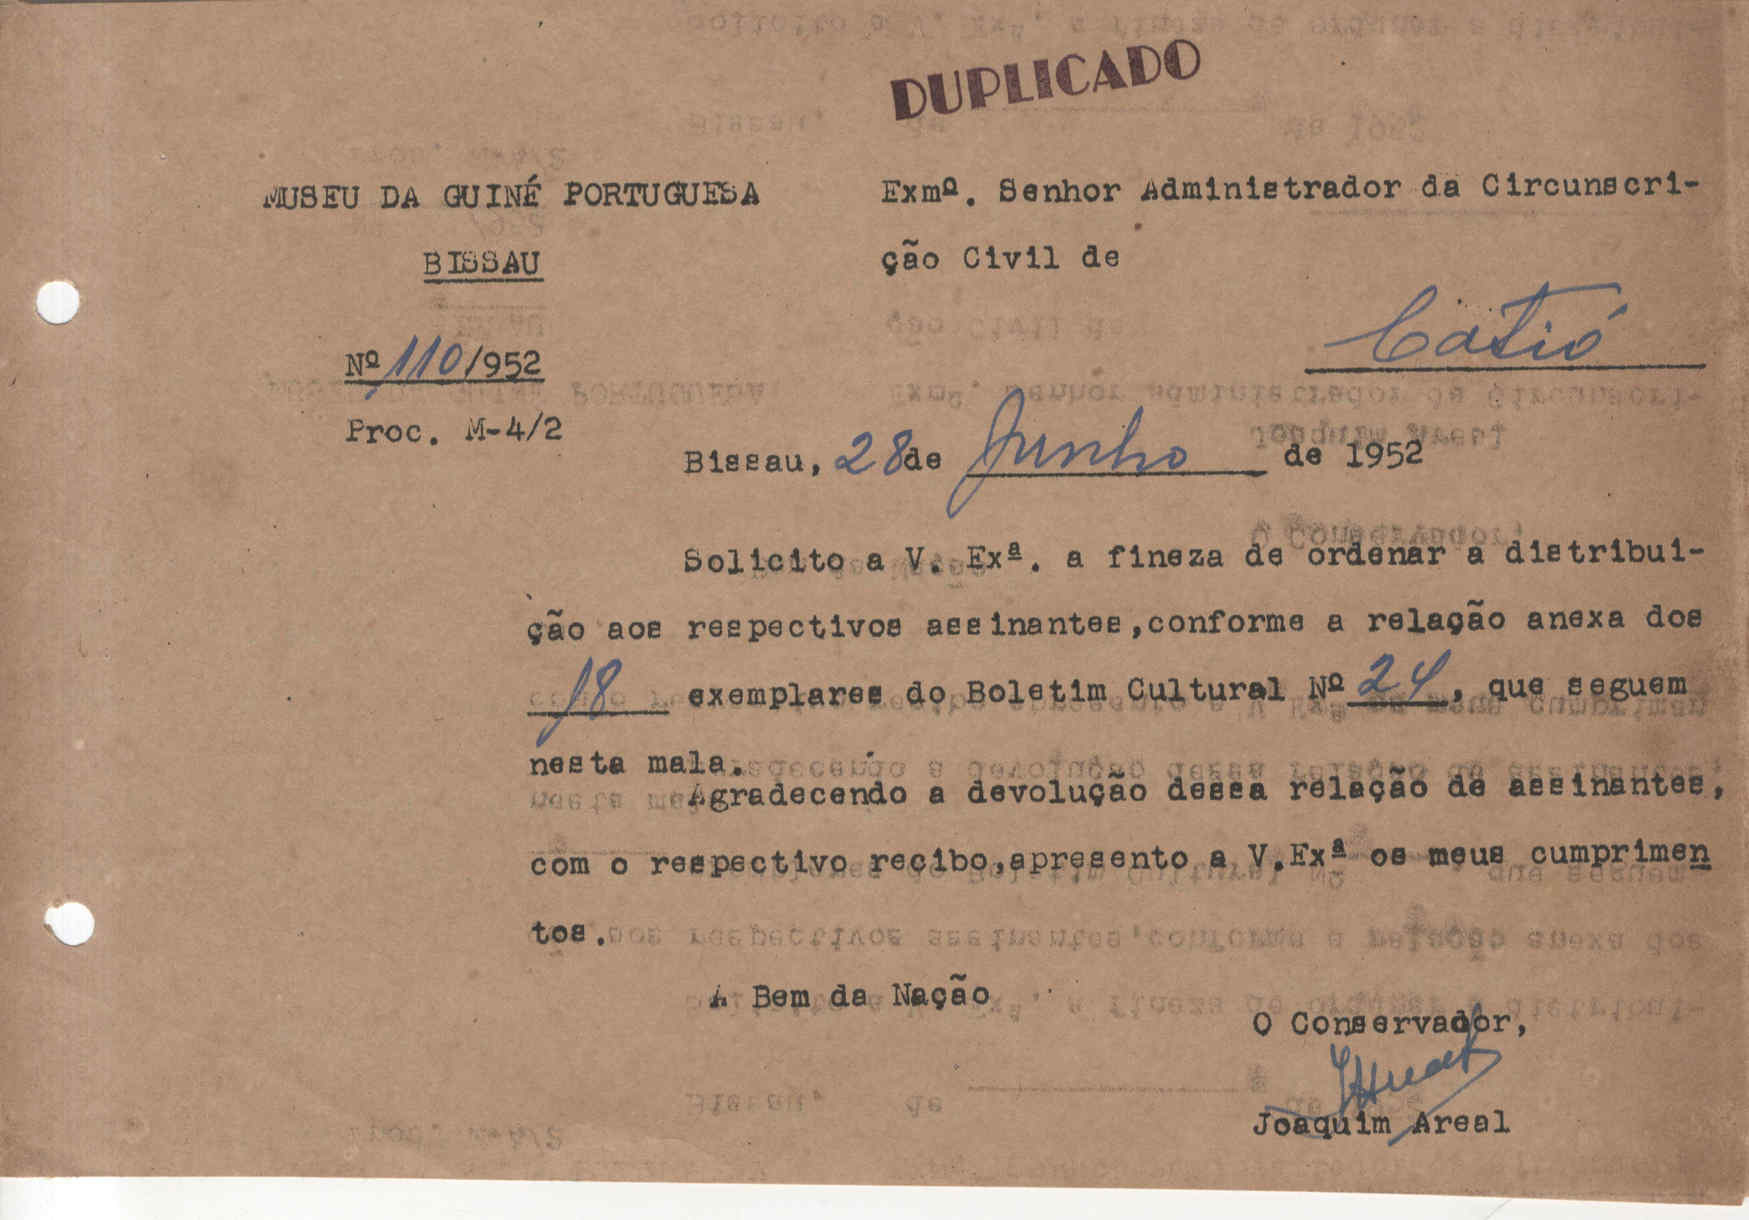 DUPLICADO
MUSEU DA GUINÉ PORTUGUESA
BISSAU
Nº 110/952
Proc. M-4/2
Exmº. Senhor Administrador da Circunscri-
ção Civil de
Catió
Bissau, 28 de Junho de 1952
Solicito a V. Exª. a fineza de ordenar a distribui-
ção aos respectivos assinantes,conforme a relação anexa dos
18 exemplares do Boletim Cultural Nº 24, que seguem
nesta mala.
Agradecendo a devolução dessa relação de assinantes,
com o respectivo recibo,apresento a V.Exª os meus cumprimen
tos.
A Bem da Nação
O Conservador,
Joaquim Areal